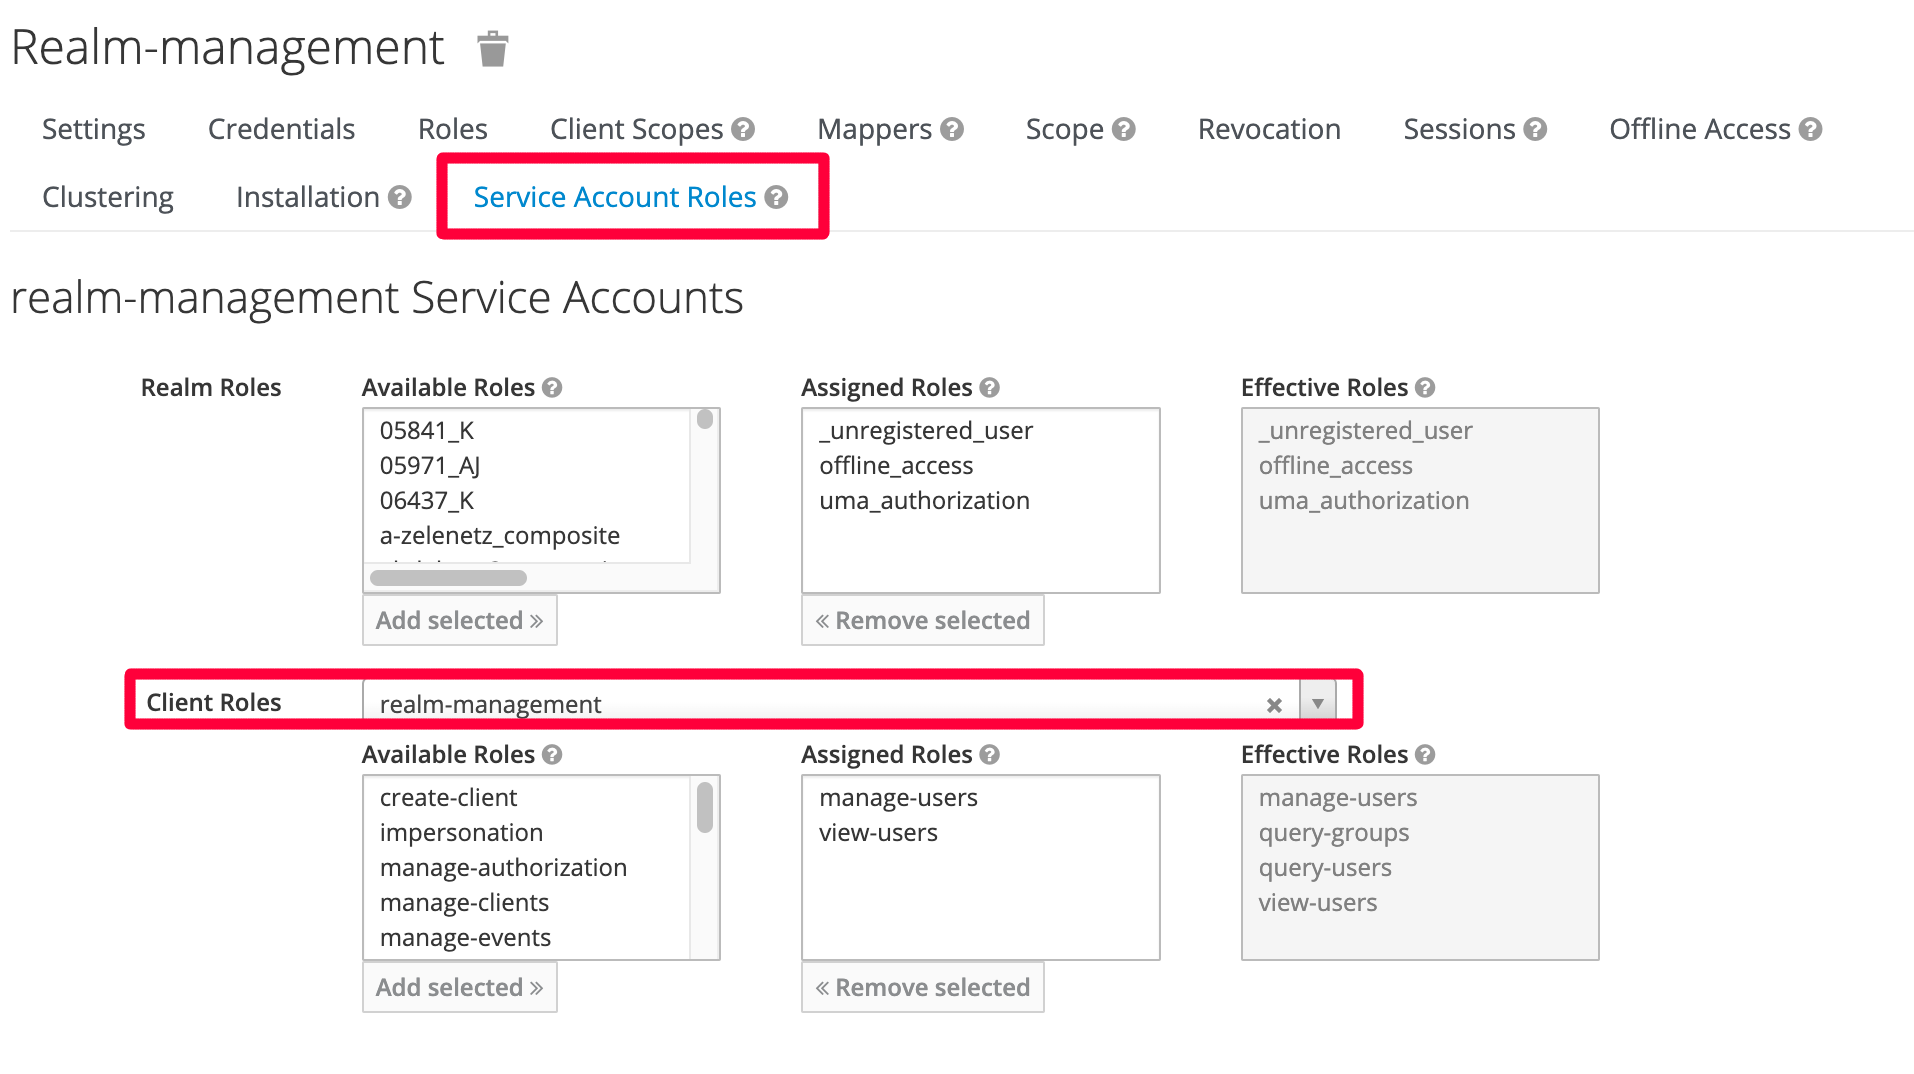 Realm-management
Settings Credentials Roles Client Scopes Mappers Scope Revocation Sessions Offline Access
Clustering Installation Service Account Roles
realm-management Service Accounts
Realm Roles
Available Roles
05841_K
05971_AJ
06437_K
a-zelenetz_composite
Add selected »
Assigned Roles
_unregistered_user
offline_access
uma_authorization
« Remove selected
Effective Roles
_unregistered_user
offline_access
uma_authorization
Client Roles realm-management
Available Roles
create-client
impersonation
manage-authorization
manage-clients
manage-events
Add selected »
Assigned Roles
manage-users
view-users
« Remove selected
Effective Roles
manage-users
query-groups
query-users
view-users